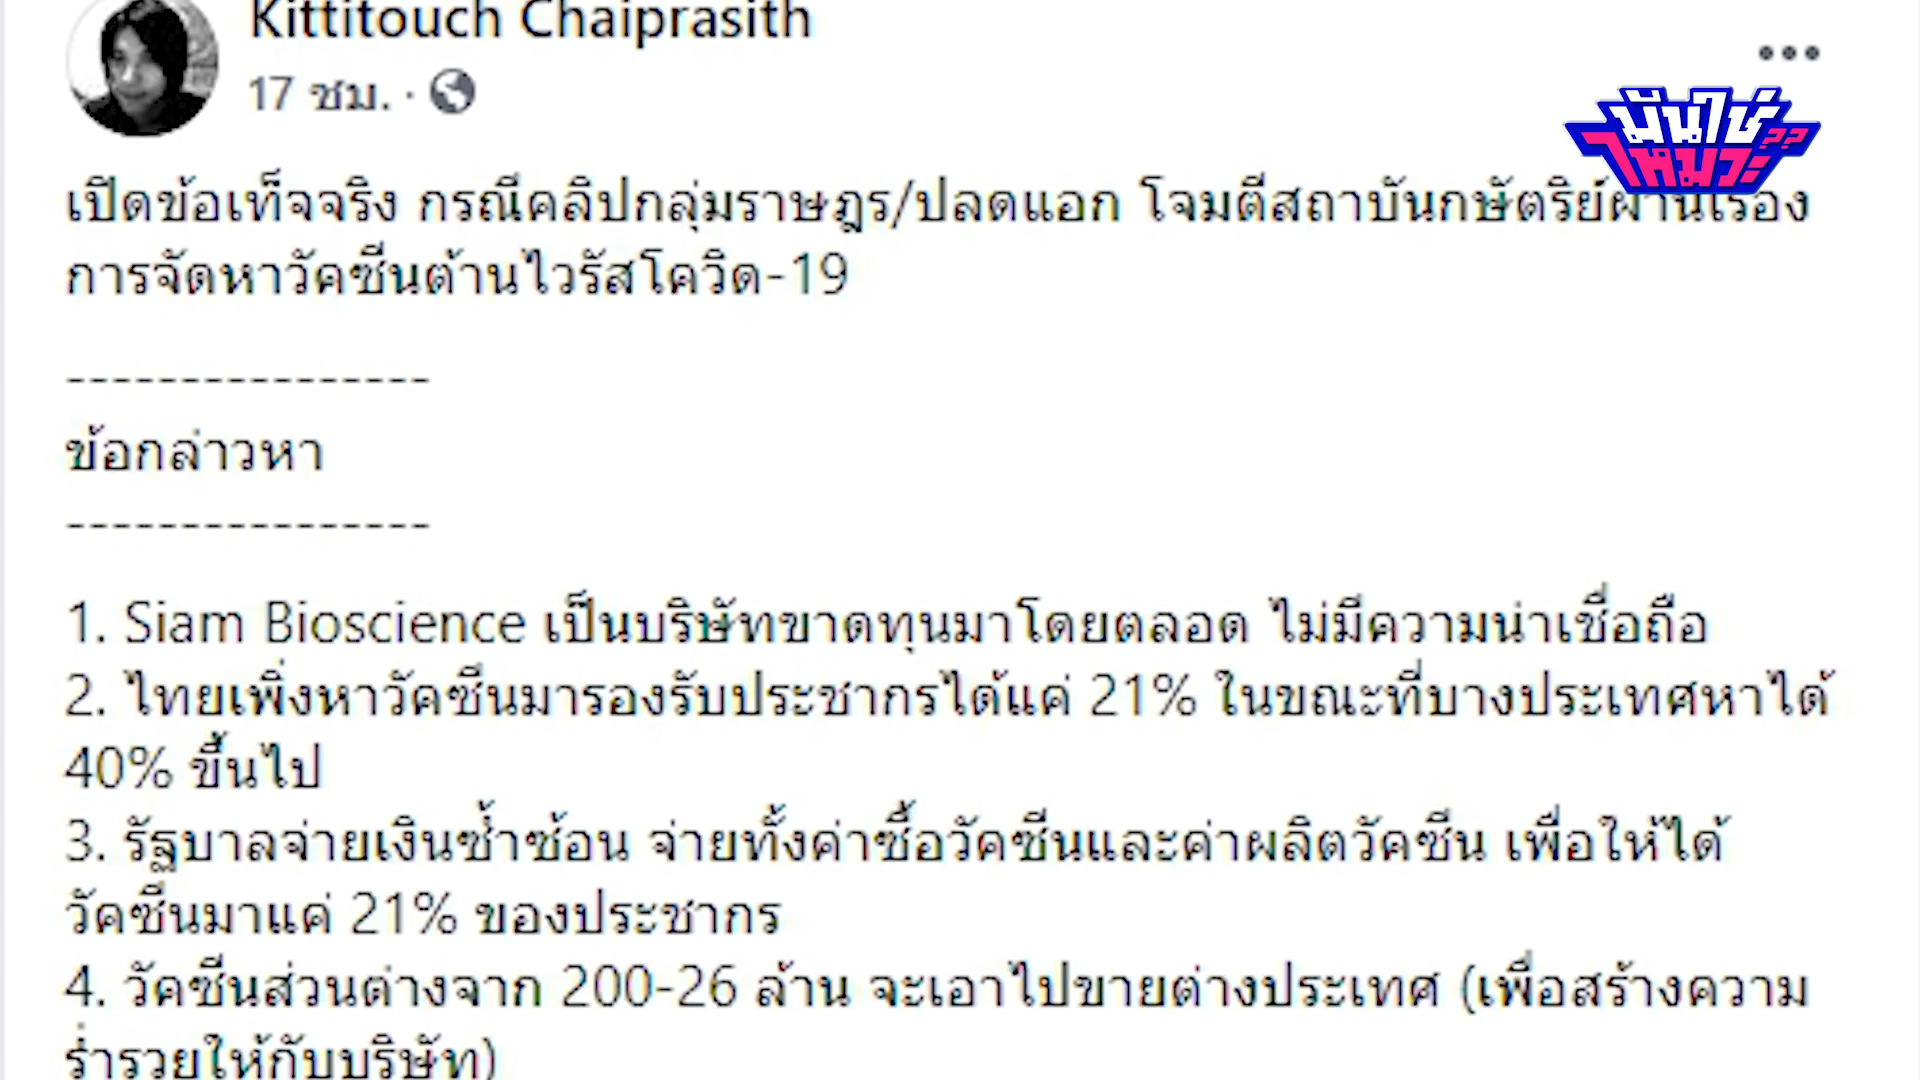 Kittitouch Chaiprasith
17 ชม. ·
มันใช่
ไหมวะ??
เปิดข้อเท็จจริง กรณีคลิปกลุ่มราษฎร/ปลดแอก โจมตีสถาบันกษัตริย์ผ่านเรื่อง
การจัดหาวัคซีนต้านไวรัสโควิด-19
----------------
ข้อกล่าวหา
----------------
1. Siam Bioscience เป็นบริษัทขาดทุนมาโดยตลอด ไม่มีความน่าเชื่อถือ
2. ไทยเพิ่งหาวัคซีนมารองรับประชากรได้แค่ 21% ในขณะที่บางประเทศหาได้
40% ขึ้นไป
3. รัฐบาลจ่ายเงินซ้ำซ้อน จ่ายทั้งค่าซื้อวัคซีนและค่าผลิตวัคซีน เพื่อให้ได้
วัคซีนมาแค่ 21% ของประชากร
4. วัคซีนส่วนต่างจาก 200-26 ล้าน จะเอาไปขายต่างประเทศ (เพื่อสร้างความ
ร่ำรวยให้กับบริษัท)